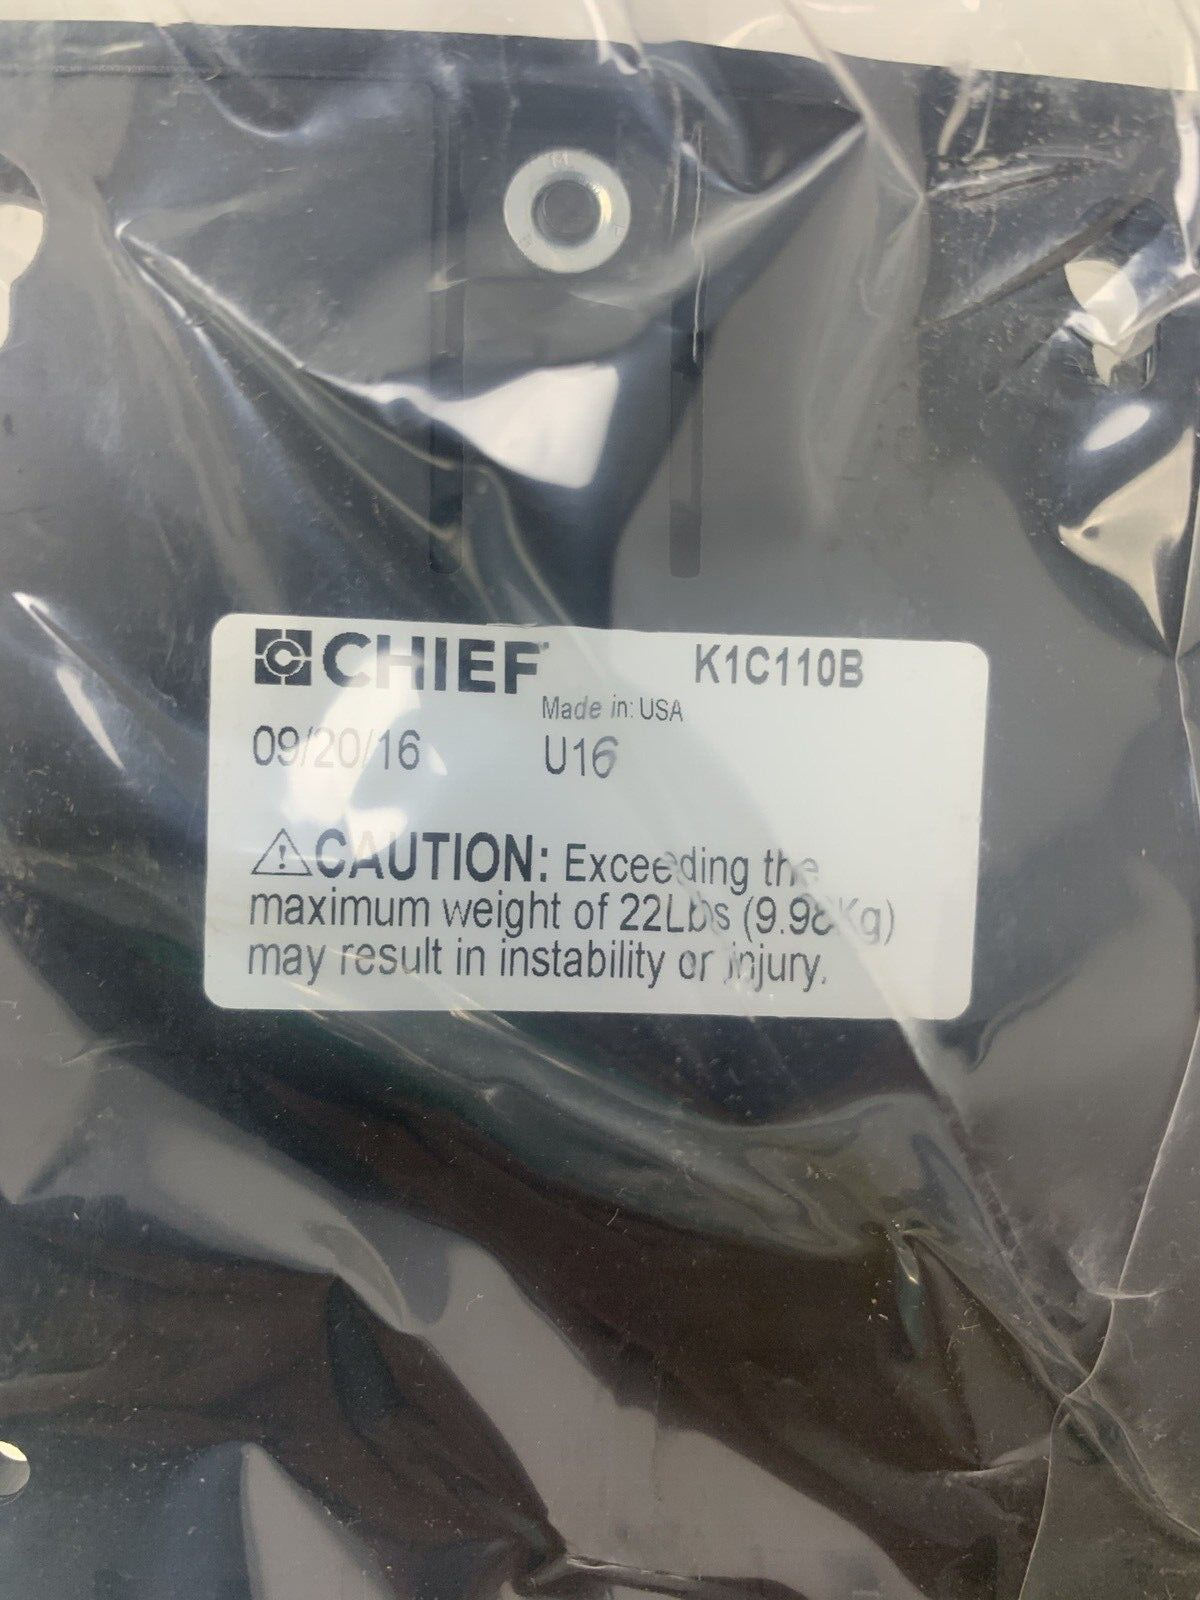 CHIEF K1C110B
Made in: USA
09/20/16 U16
CAUTION: Exceeding the
maximum weight of 22Lbs (9.98Kg)
may result in instability or injury.